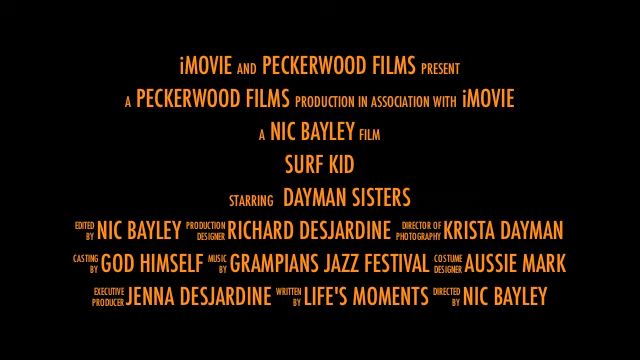 iMOVIE AND PECKERWOOD FILMS PRESENT
A PECKERWOOD FILMS PRODUCTION IN ASSOCIATION WITH iMOVIE
A NIC BAYLEY FILM
SURF KID
STARRING DAYMAN SISTERS
EDITED BY NIC BAYLEY PRODUCTION DESIGNER RICHARD DESJARDINE DIRECTOR OF PHOTOGRAPHY KRISTA DAYMAN
CASTING BY GOD HIMSELF MUSIC BY GRAMPIANS JAZZ FESTIVAL COSTUME DESIGNER AUSSIE MARK
EXECUTIVE PRODUCER JENNA DESJARDINE WRITTEN BY LIFE'S MOMENTS DIRECTED BY NIC BAYLEY